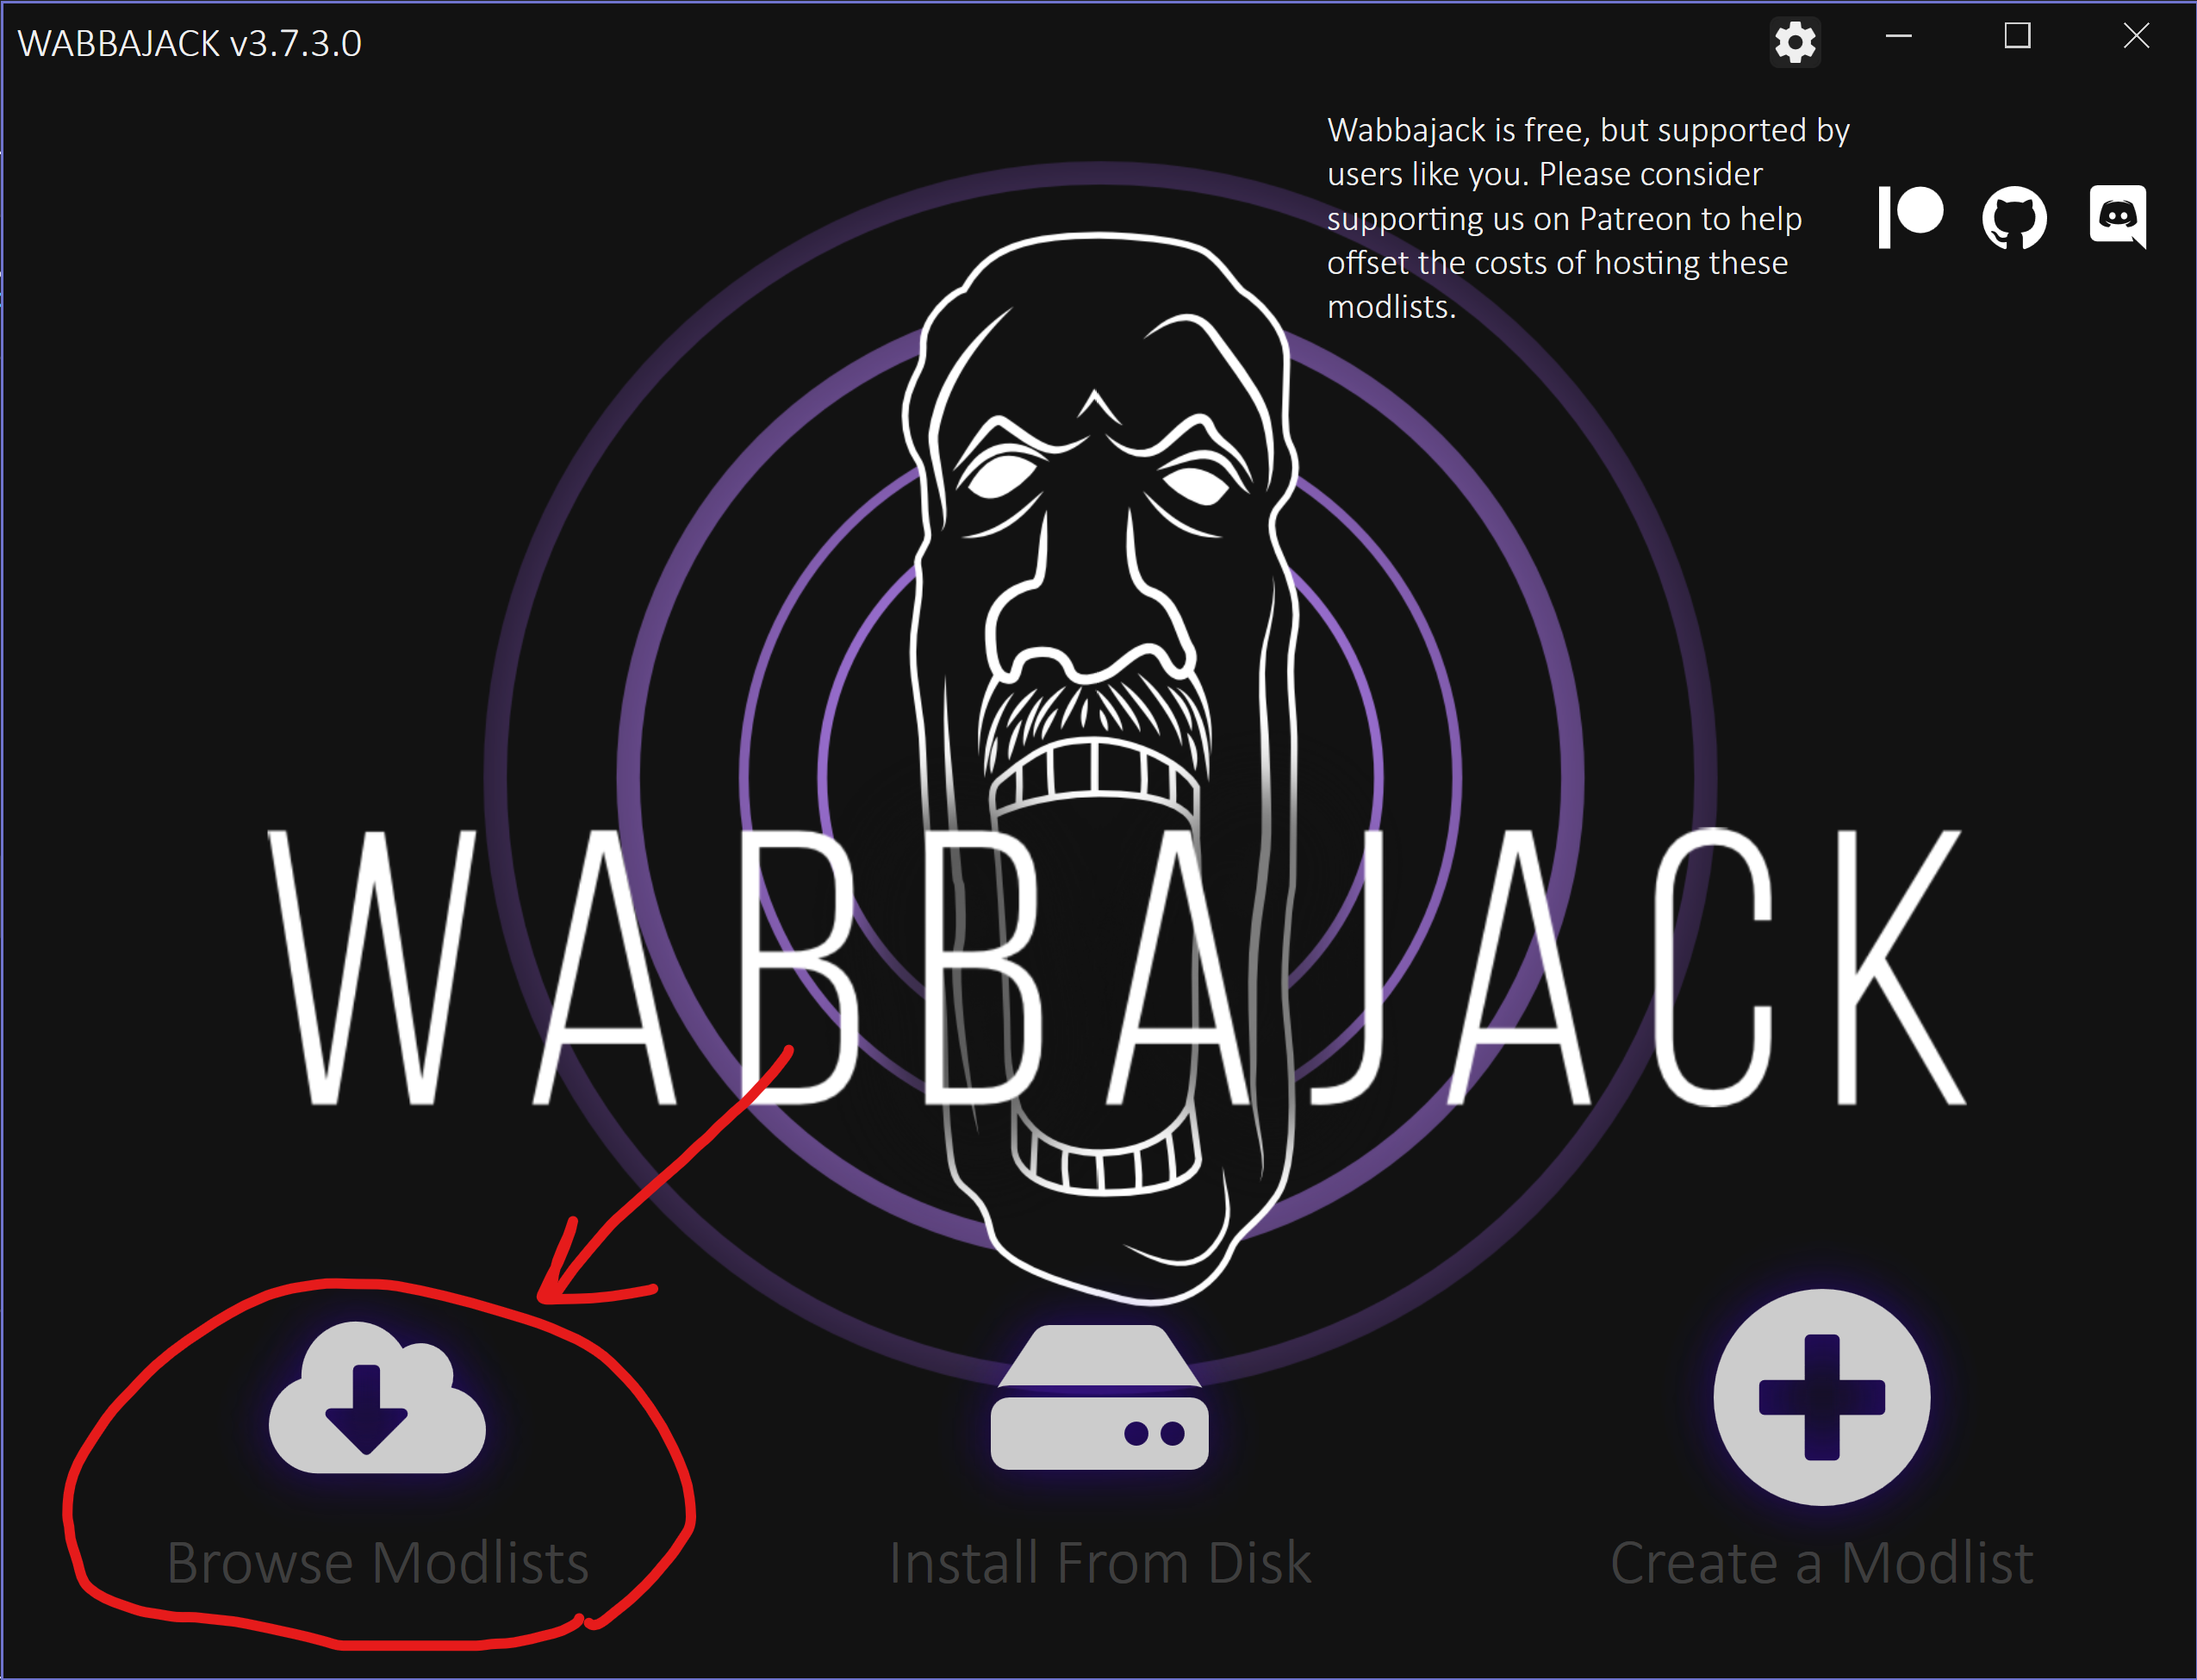 WABBAJACK v3.7.3.0
Wabbajack is free, but supported by
users like you. Please consider
supporting us on Patreon to help
offset the costs of hosting these
modlists.
WABBAJACK
Browse Modlists
Install From Disk
Create a Modlist